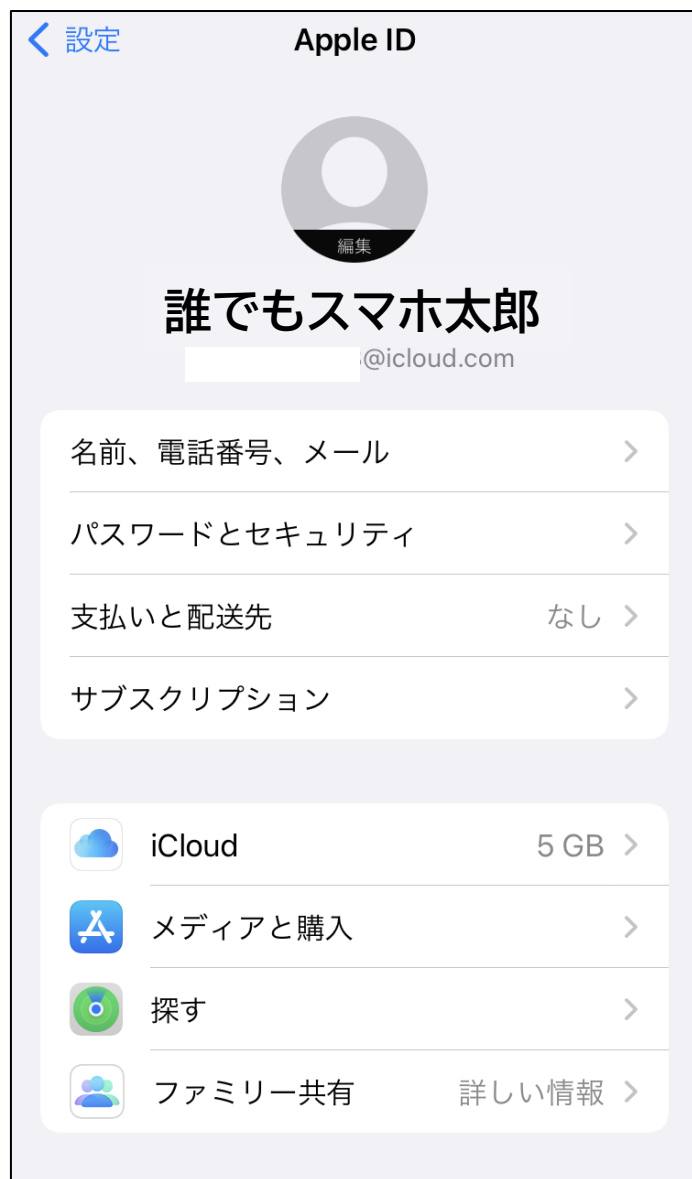 設定
Apple ID
編集
誰でもスマホ太郎
@icloud.com
名前、電話番号、メール
パスワードとセキュリティ
支払いと配送先 なし
サブスクリプション
iCloud 5 GB
メディアと購入
探す
ファミリー共有 詳しい情報